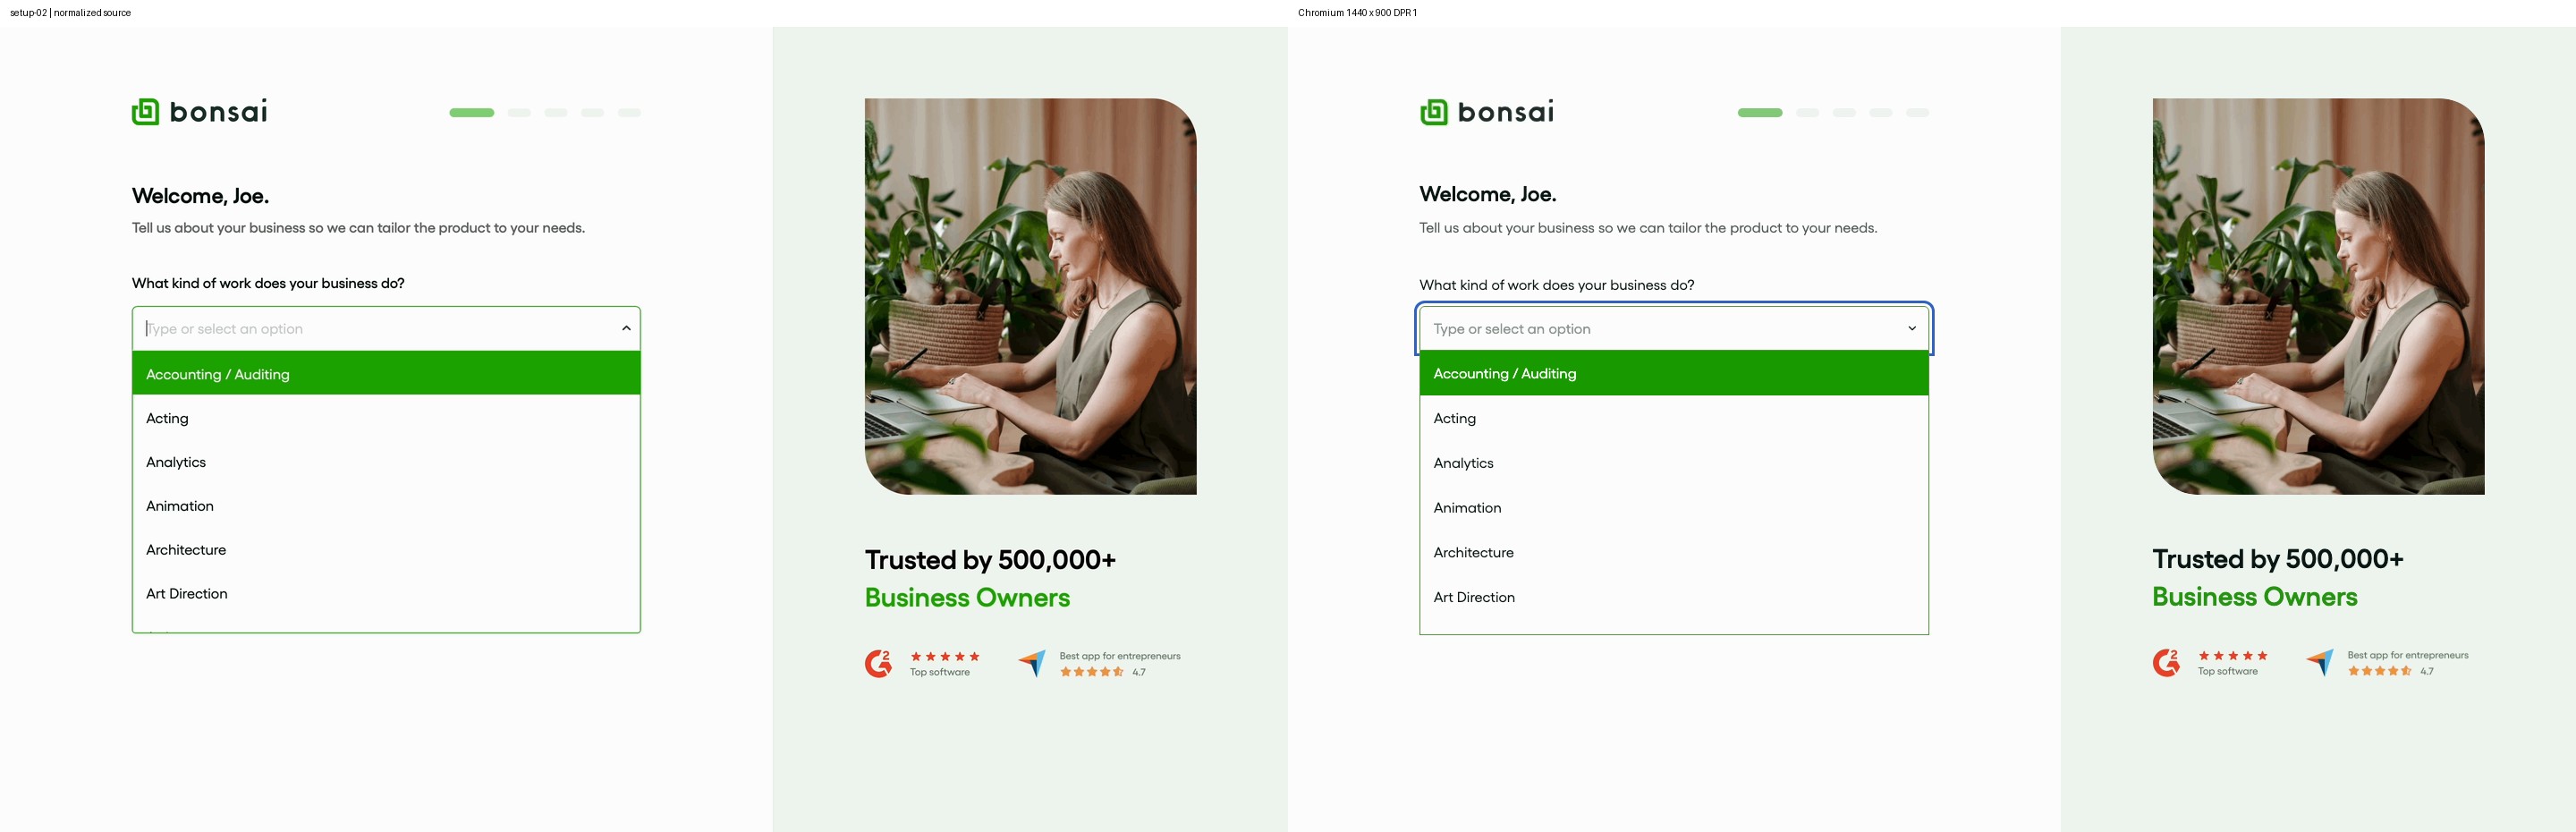 setup-02 | normalized source
bonsai
Welcome, Joe.
Tell us about your business so we can tailor the product to your needs.
What kind of work does your business do?
Type or select an option
Accounting / Auditing
Acting
Analytics
Animation
Architecture
Art Direction
Trusted by 500,000+
Business Owners
G2
Top software
Best app for entrepreneurs
4.7
Chromium 1440 x 900 DPR 1
bonsai
Welcome, Joe.
Tell us about your business so we can tailor the product to your needs.
What kind of work does your business do?
Type or select an option
Accounting / Auditing
Acting
Analytics
Animation
Architecture
Art Direction
Trusted by 500,000+
Business Owners
G2
Top software
Best app for entrepreneurs
4.7